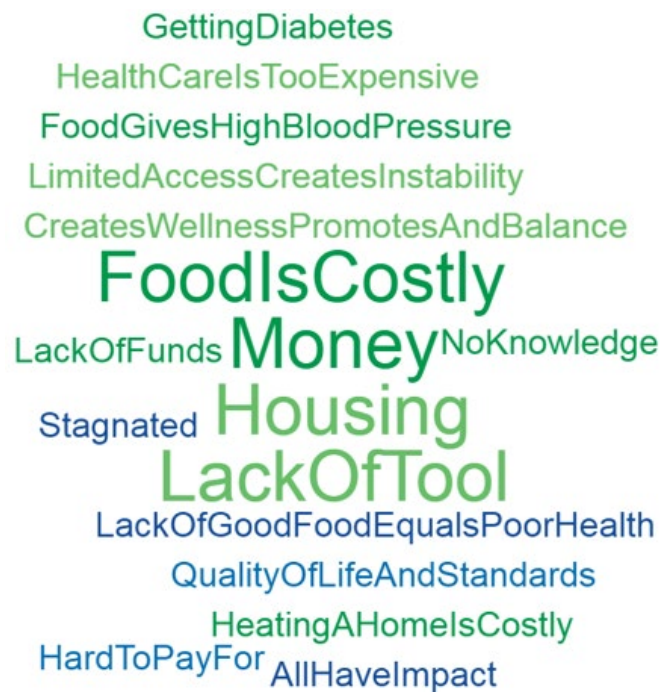 GettingDiabetes
HealthCareIsTooExpensive
FoodGivesHighBloodPressure
LimitedAccessCreatesInstability
CreatesWellnessPromotesAndBalance
FoodIsCostly
LackOfFunds Money NoKnowledge
Stagnated Housing
LackOfTool
LackOfGoodFoodEqualsPoorHealth
QualityOfLifeAndStandards
HeatingAHomeIsCostly
HardToPayFor AllHaveImpact